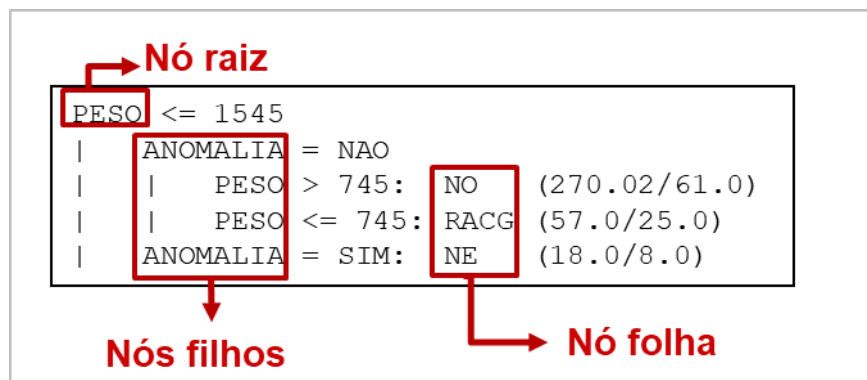 Nó raiz
PESO <= 1545
|   ANOMALIA = NAO
|   |   PESO > 745:   NO   (270.02/61.0)
|   |   PESO <= 745: RACG (57.0/25.0)
|   ANOMALIA = SIM:   NE   (18.0/8.0)
Nós filhos
Nó folha